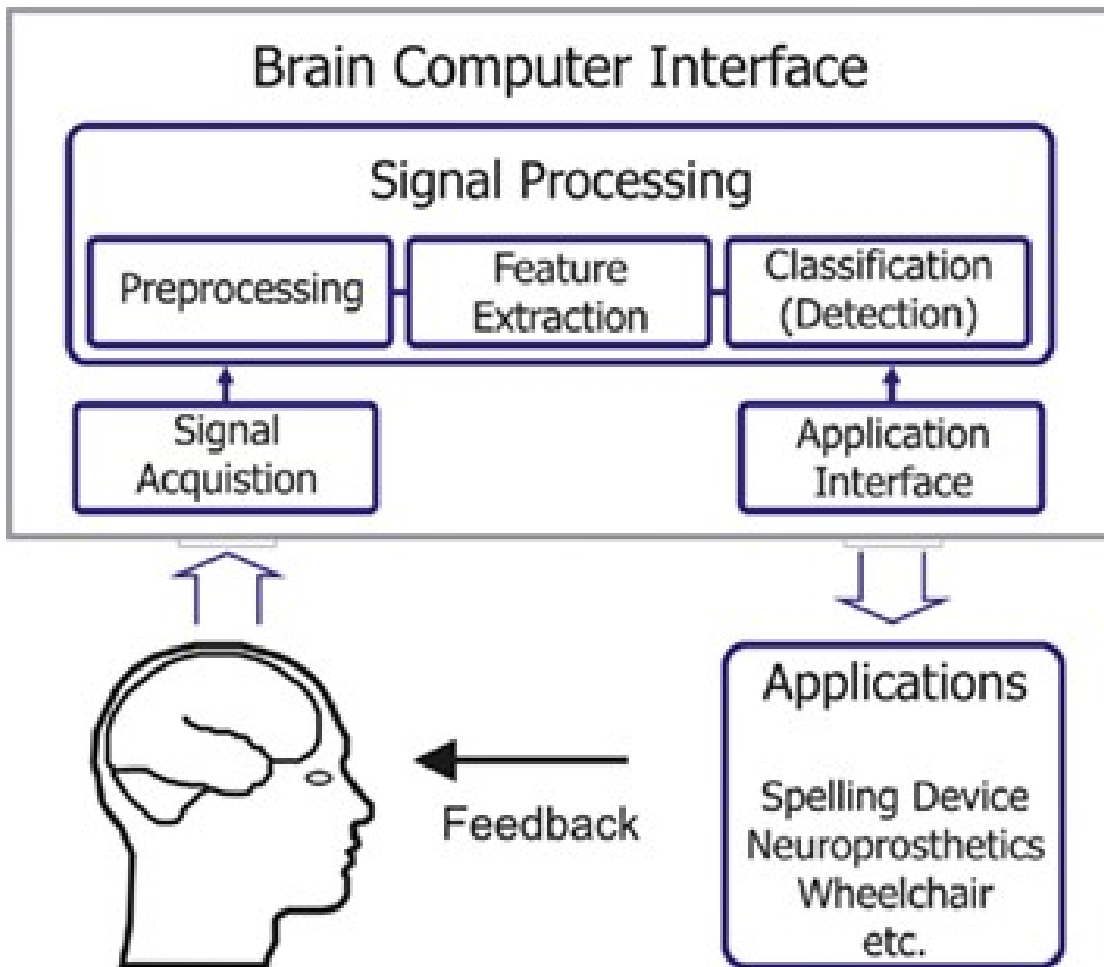 Brain Computer Interface
Signal Processing
Preprocessing
Feature
Extraction
Classification
(Detection)
Signal
Acquistion
Application
Interface
Feedback
Applications
Spelling Device
Neuroprosthetics
Wheelchair
etc.